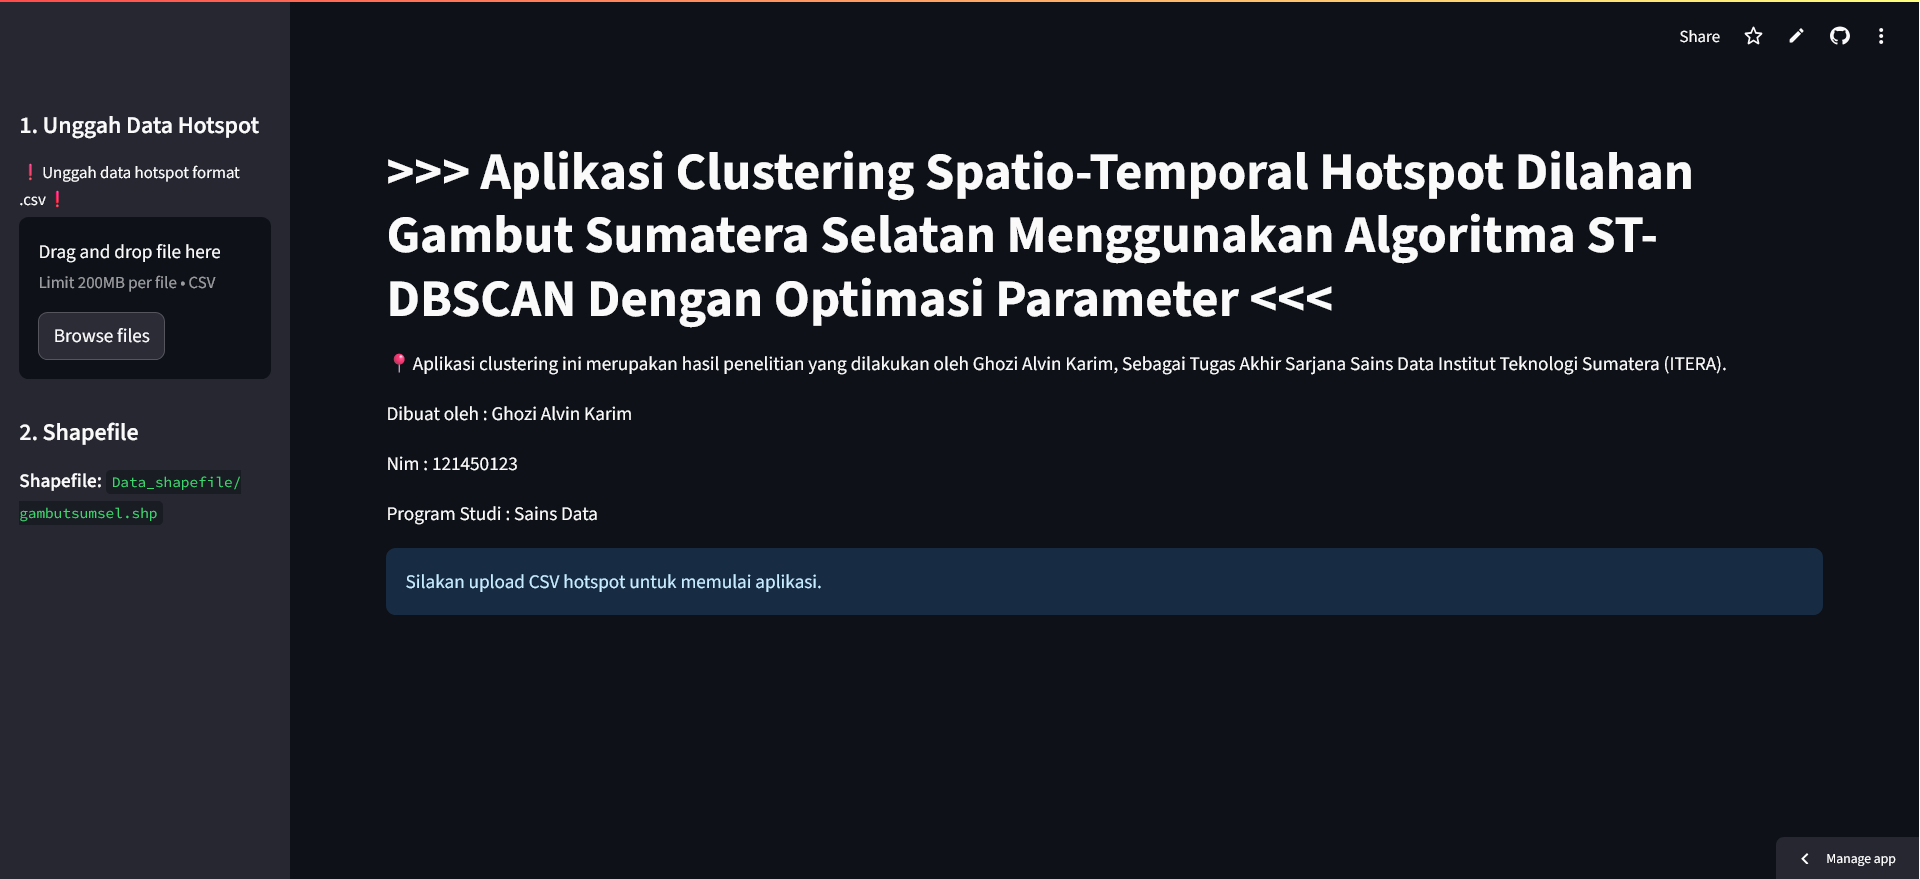 Share
1. Unggah Data Hotspot
❗ Unggah data hotspot format
.csv ❗
Drag and drop file here
Limit 200MB per file • CSV
Browse files
2. Shapefile
Shapefile: Data_shapefile/
gambutsumsel.shp
>>> Aplikasi Clustering Spatio-Temporal Hotspot Dilahan
Gambut Sumatera Selatan Menggunakan Algoritma ST-
DBSCAN Dengan Optimasi Parameter <<<
📍 Aplikasi clustering ini merupakan hasil penelitian yang dilakukan oleh Ghozi Alvin Karim, Sebagai Tugas Akhir Sarjana Sains Data Institut Teknologi Sumatera (ITERA).
Dibuat oleh : Ghozi Alvin Karim
Nim : 121450123
Program Studi : Sains Data
Silakan upload CSV hotspot untuk memulai aplikasi.
Manage app